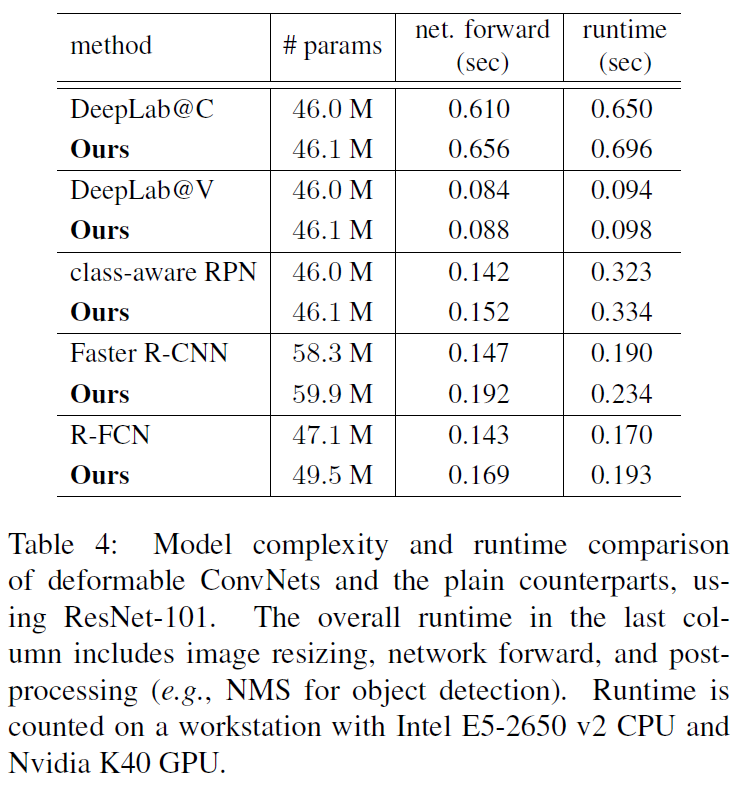 method # params net. forward (sec) runtime (sec)
DeepLab@C 46.0 M 0.610 0.650
Ours 46.1 M 0.656 0.696
DeepLab@V 46.0 M 0.084 0.094
Ours 46.1 M 0.088 0.098
class-aware RPN 46.0 M 0.142 0.323
Ours 46.1 M 0.152 0.334
Faster R-CNN 58.3 M 0.147 0.190
Ours 59.9 M 0.192 0.234
R-FCN 47.1 M 0.143 0.170
Ours 49.5 M 0.169 0.193
Table 4: Model complexity and runtime comparison
of deformable ConvNets and the plain counterparts, us-
ing ResNet-101. The overall runtime in the last col-
umn includes image resizing, network forward, and post-
processing (e.g., NMS for object detection). Runtime is
counted on a workstation with Intel E5-2650 v2 CPU and
Nvidia K40 GPU.